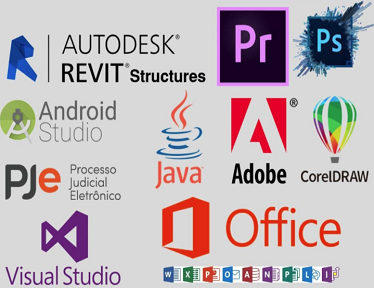 AUTODESK®
REVIT® Structures
Pr
Ps
Android
Studio
Java
®
Adobe
CorelDRAW
PJe Processo
Judicial
Eletrônico
Visual Studio
Office
W X P O A N P L I